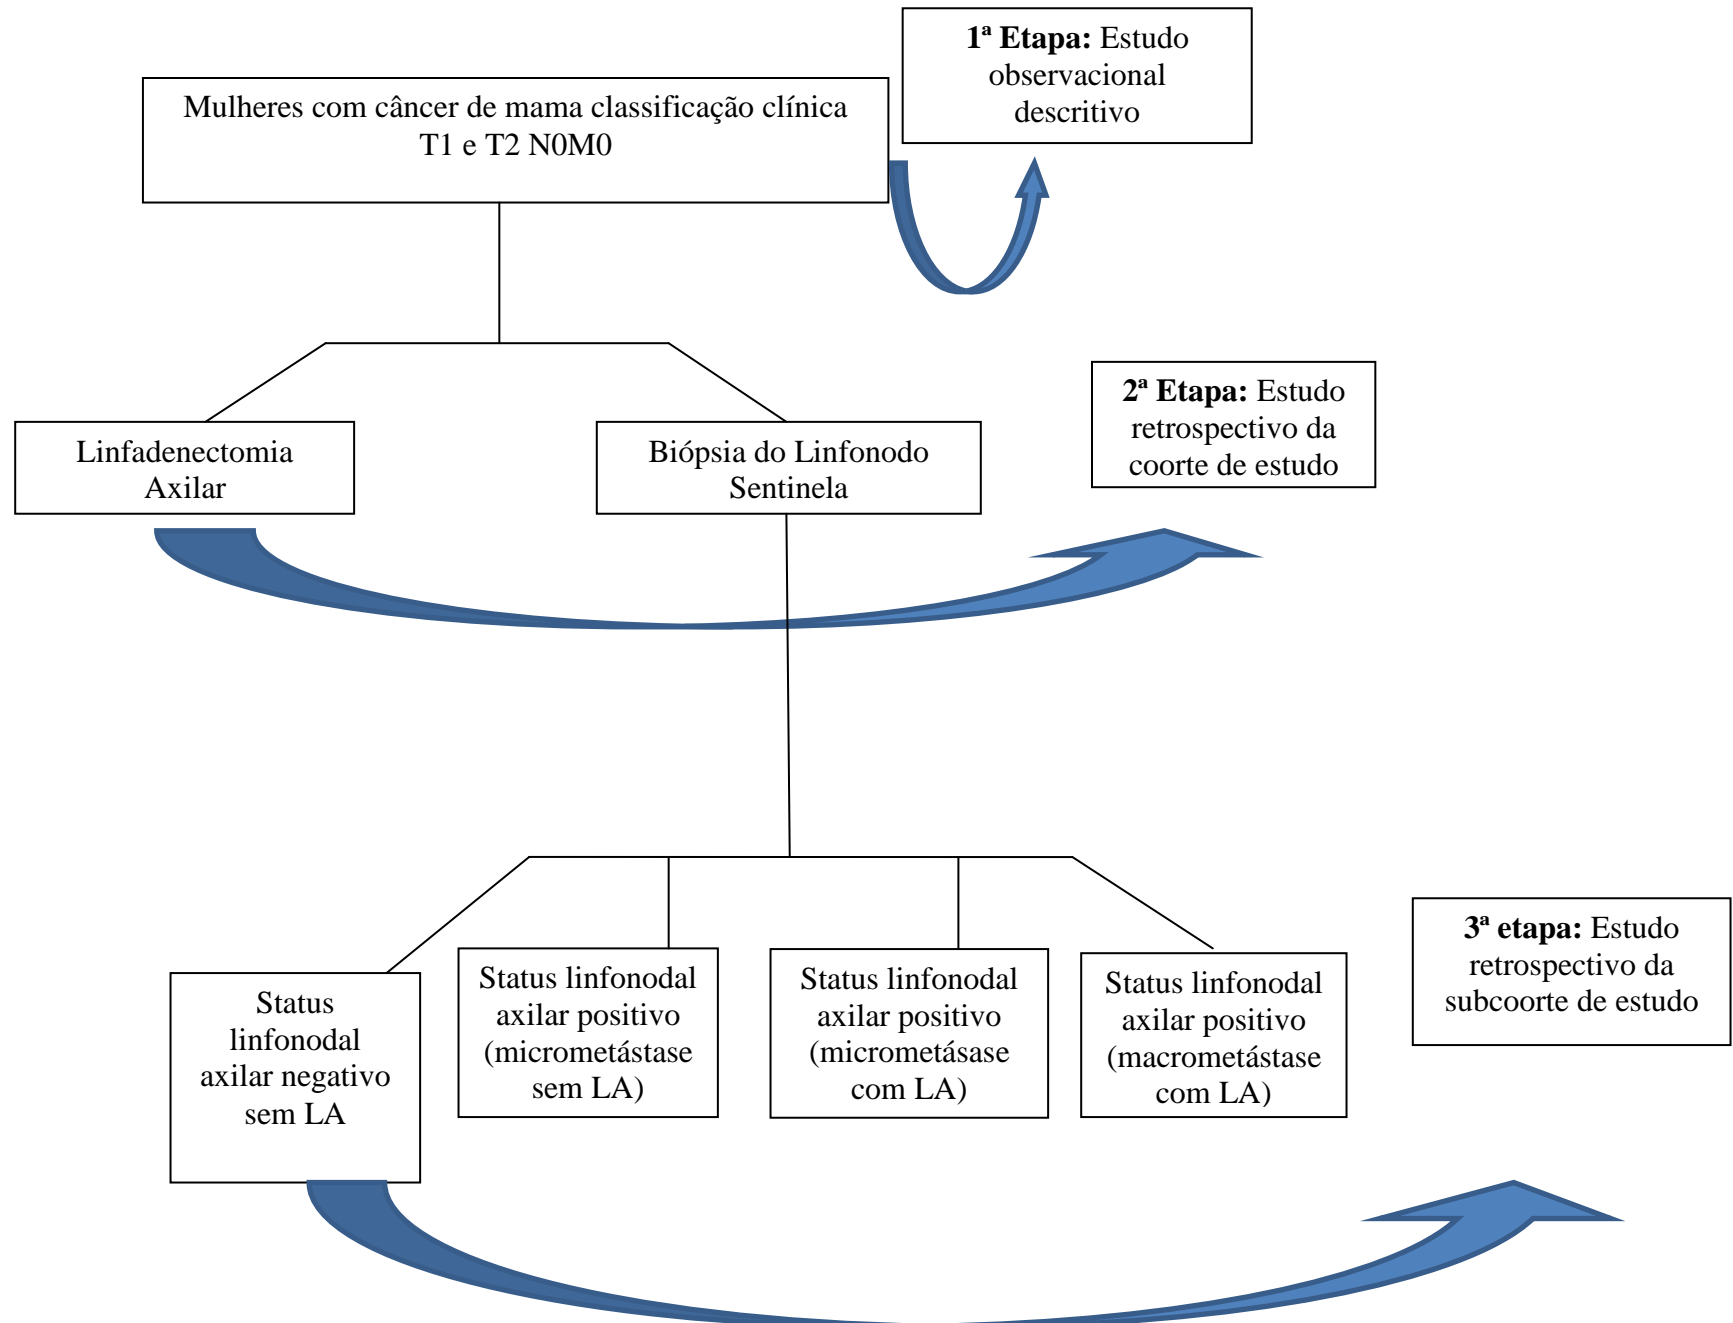 1ª Etapa: Estudo
observacional
descritivo
Mulheres com câncer de mama classificação clínica
T1 e T2 N0M0
2ª Etapa: Estudo
retrospectivo da
coorte de estudo
Linfadenectomia
Axilar
Biópsia do Linfonodo
Sentinela
3ª etapa: Estudo
retrospectivo da
subcoorte de estudo
Status
linfonodal
axilar negativo
sem LA
Status linfonodal
axilar positivo
(micrometástase
sem LA)
Status linfonodal
axilar positivo
(micrometásase
com LA)
Status linfonodal
axilar positivo
(macrometástase
com LA)